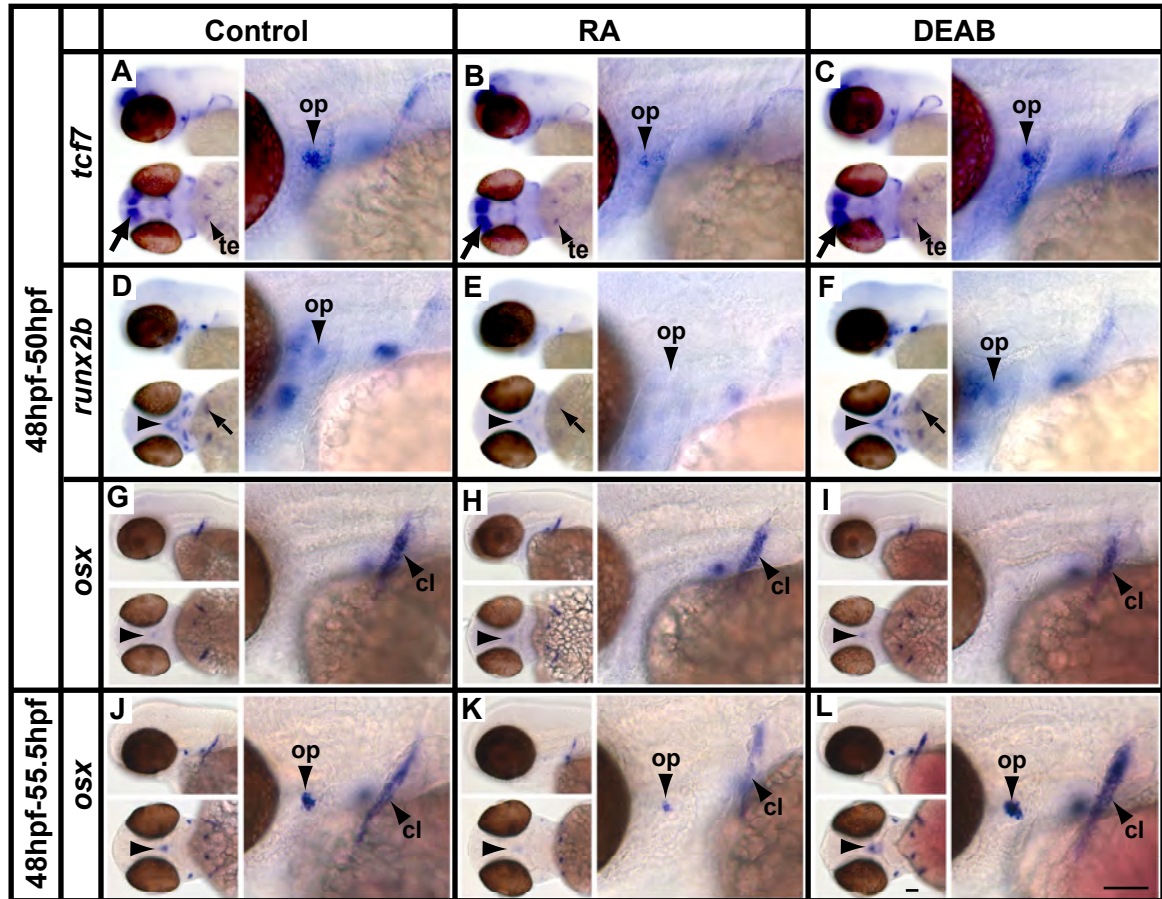 Control RA DEAB
48hpf-50hpf
tcf7
A op te
B op te
C op te
runx2b
D op
E op
F op
osx
G cl
H cl
I cl
48hpf-55.5hpf
osx
J op cl
K op cl
L op cl